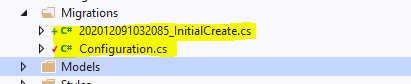 Migrations
C# 202012091032085_InitialCreate.cs
C# Configuration.cs
Models